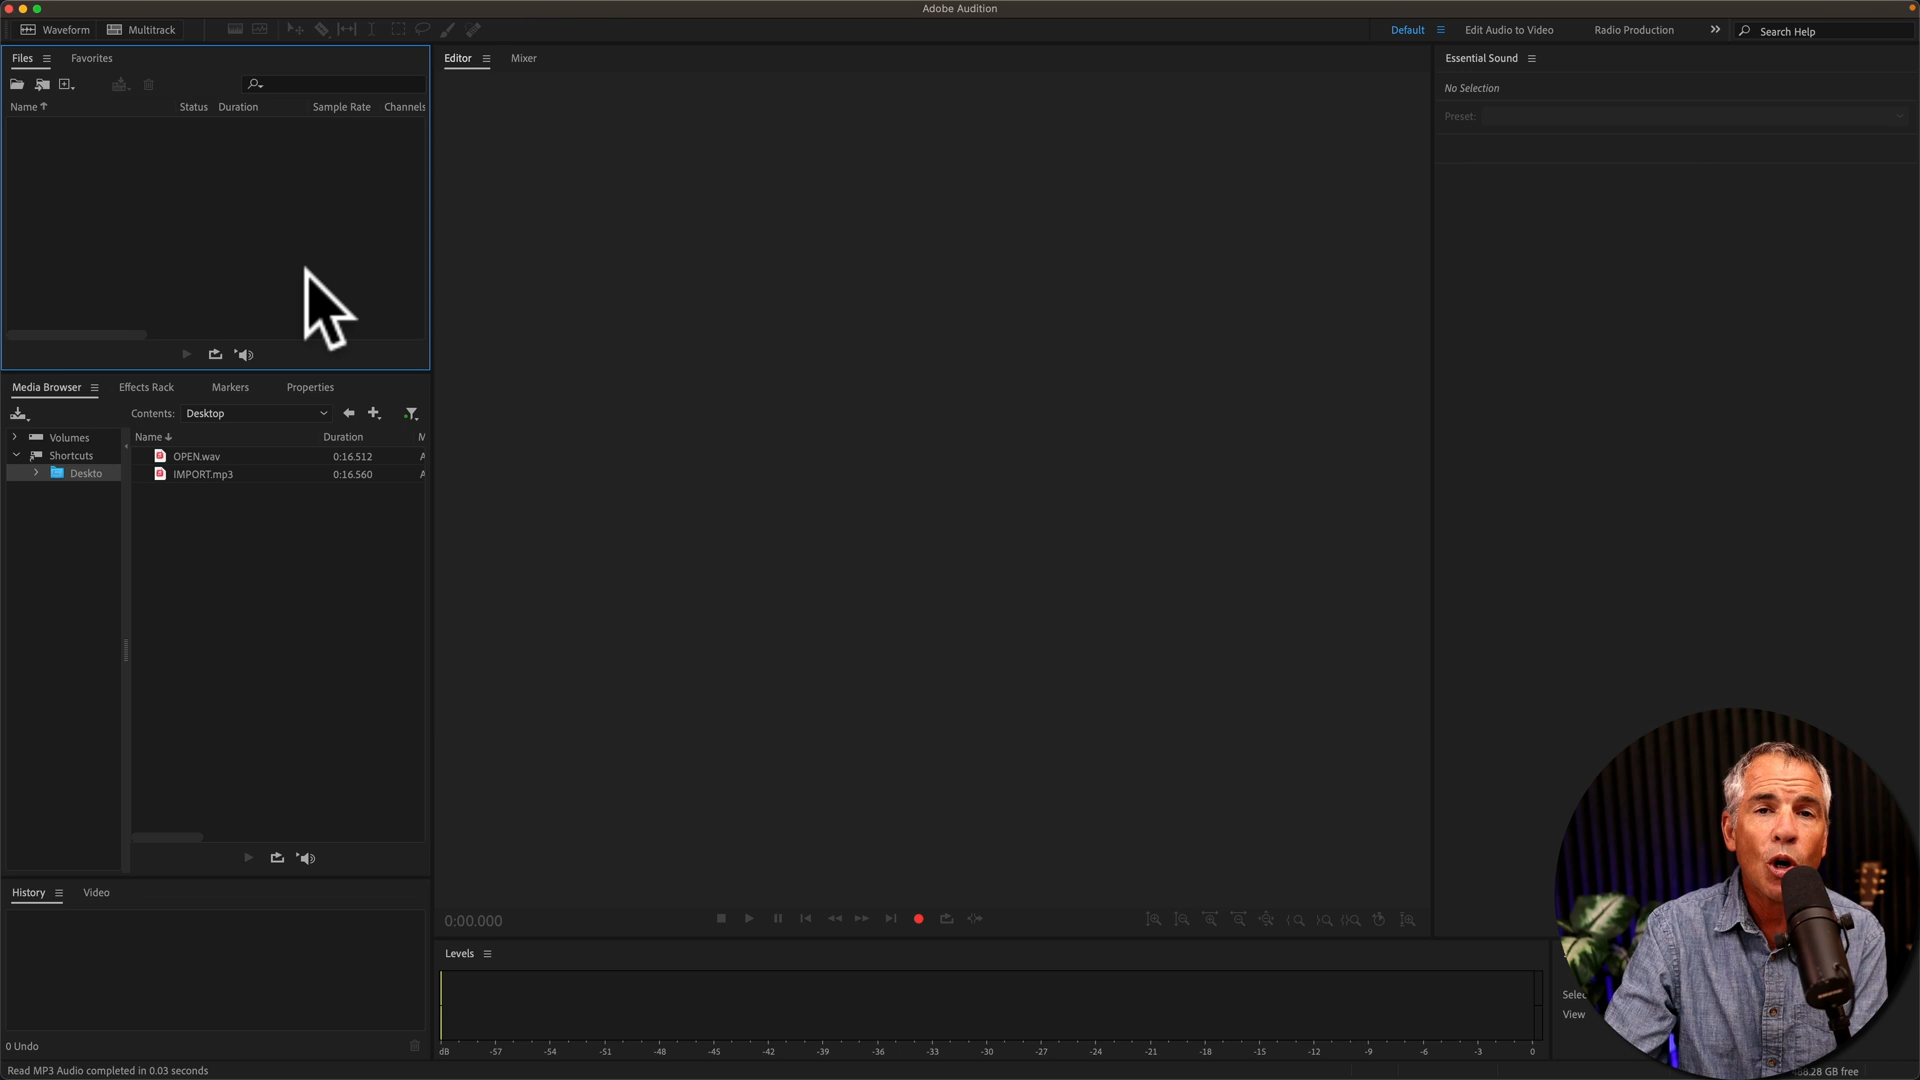 Adobe Audition
Waveform Multitrack Default Edit Audio to Video Radio Production Search Help
Files Favorites
Name Status Duration Sample Rate Channels
Editor Mixer
Essential Sound
No Selection
Preset:
Media Browser Effects Rack Markers Properties
Contents: Desktop
Volumes
Shortcuts
Deskto
Name Duration M
OPEN.wav 0:16.512 A
IMPORT.mp3 0:16.560 A
History Video
0 Undo
0:00.000
Levels
dB -57 -54 -51 -48 -45 -42 -39 -36 -33 -30 -27 -24 -21 -18 -15 -12 -9 -6 -3 0
Selec
View
Read MP3 Audio completed in 0.03 seconds
GB free